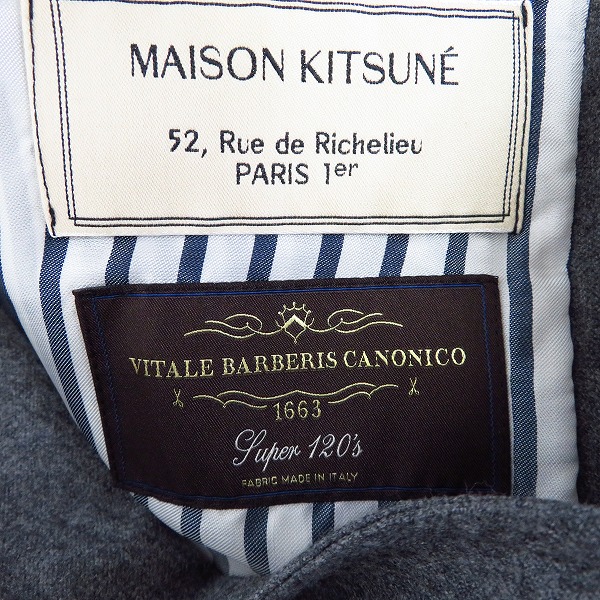 MAISON KITSUNÉ
52, Rue de Richelieu
PARIS 1er
VITALE BARBERIS CANONICO
1663
Super 120's
FABRIC MADE IN ITALY